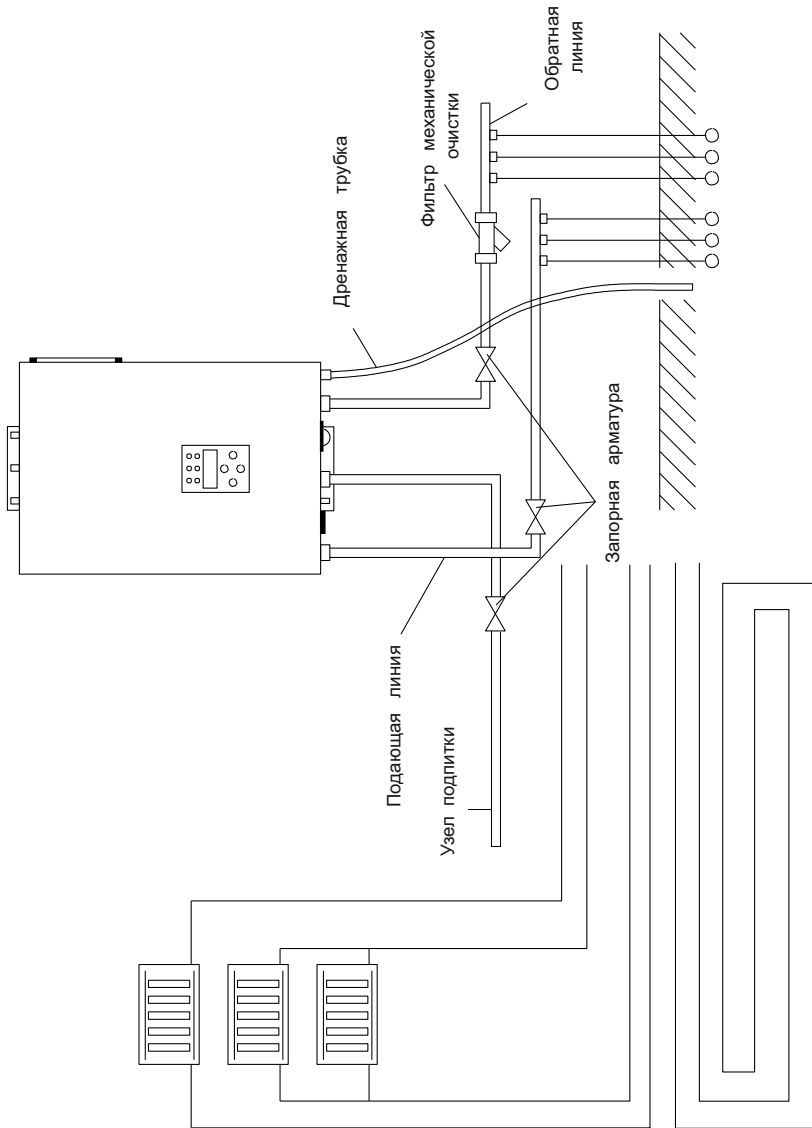 Дренажная трубка
Фильтр механической
очистки
Обратная
линия
Запорная арматура
Подающая линия
Узел подпитки